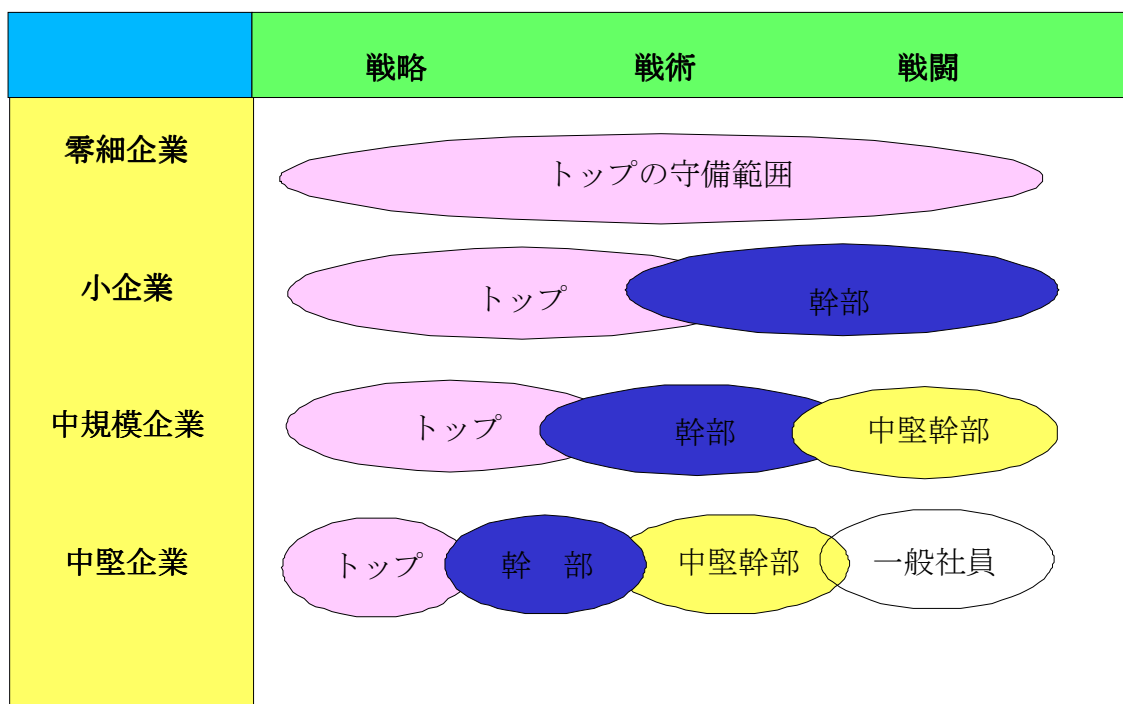 戦略 戦術 戦闘
零細企業
トップの守備範囲
小企業
トップ 幹部
中規模企業
トップ 幹部 中堅幹部
中堅企業
トップ 幹　部 中堅幹部 一般社員